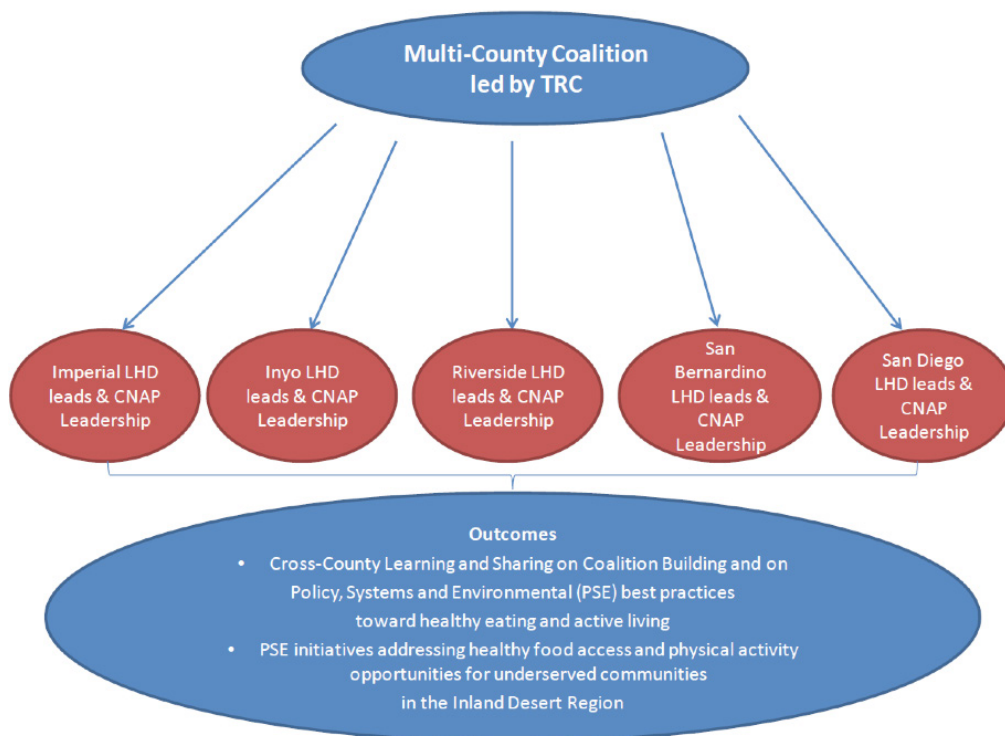 Multi-County Coalition
led by TRC
Imperial LHD
leads & CNAP
Leadership
Inyo LHD
leads & CNAP
Leadership
Riverside LHD
leads & CNAP
Leadership
San
Bernardino
LHD leads &
CNAP
Leadership
San Diego
LHD leads &
CNAP
Leadership
Outcomes
• Cross-County Learning and Sharing on Coalition Building and on
Policy, Systems and Environmental (PSE) best practices
toward healthy eating and active living
• PSE initiatives addressing healthy food access and physical activity
opportunities for underserved communities
in the Inland Desert Region